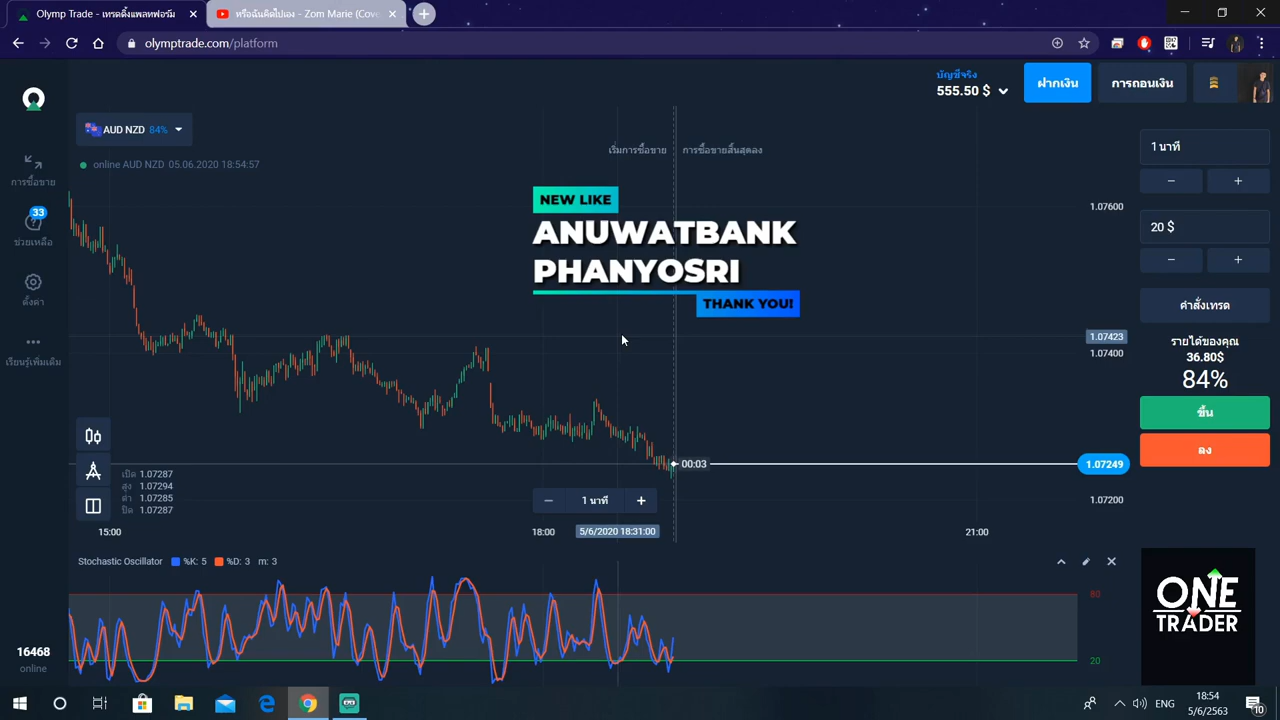 Olymp Trade - เทรดดิ้งแพลทฟอร์ม
หรือฉันคิดไปเอง - Zom Marie (Cov
olymptrade.com/platform
บัญชีจริง
555.50 $
ฝากเงิน
การถอนเงิน
AUD NZD 84%
online AUD NZD 05.06.2020 18:54:57
เริ่มการซื้อขาย
การซื้อขายสิ้นสุดลง
1 นาที
− +
20 $
− +
คำสั่งเทรด
รายได้ของคุณ
36.80$
84%
ขึ้น
ลง
การซื้อขาย
33
ช่วยเหลือ
ตั้งค่า
เรียนรู้เพิ่มเติม
NEW LIKE
ANUWATBANK
PHANYOSRI
THANK YOU!
1.07600
1.07423
1.07400
1.07249
1.07200
00:03
เปิด 1.07287
สูง 1.07294
ต่ำ 1.07285
ปิด 1.07287
− 1 นาที +
15:00
18:00
5/6/2020 18:31:00
21:00
Stochastic Oscillator %K: 5 %D: 3 m: 3
80
20
ONE
TRADER
16468
online
ENG
18:54
5/6/2563
10